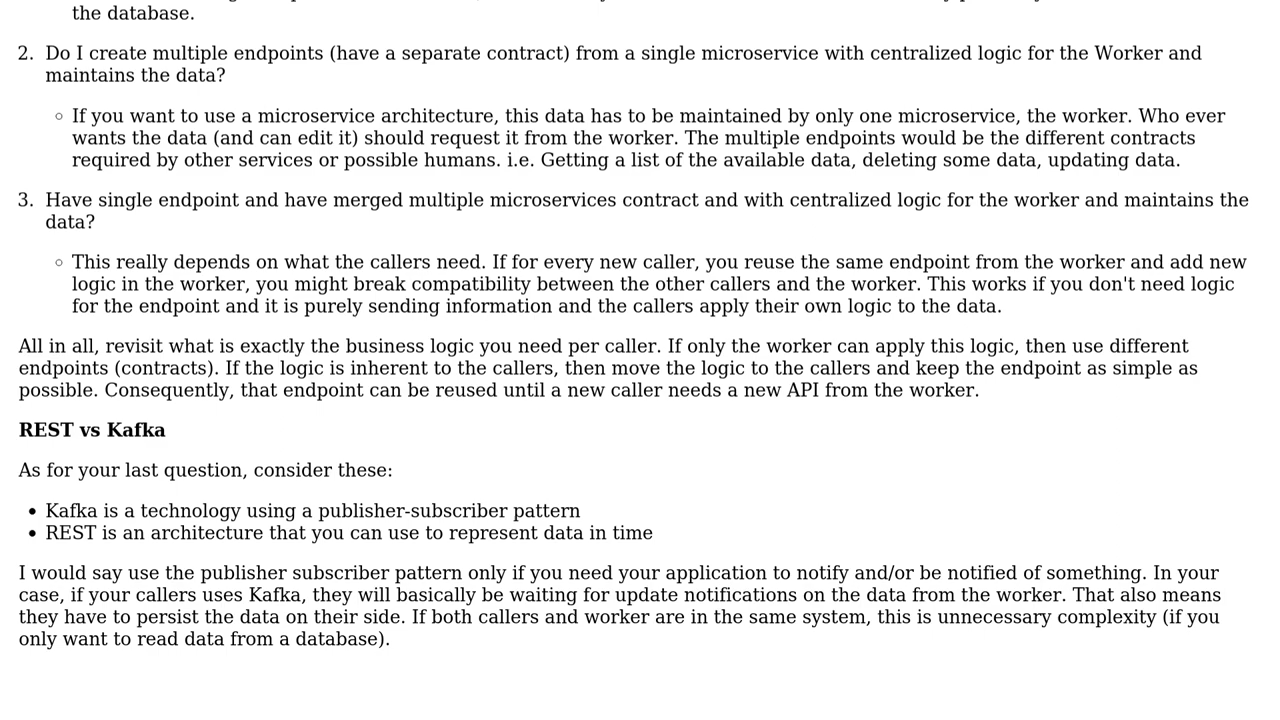 the database.
2. Do I create multiple endpoints (have a separate contract) from a single microservice with centralized logic for the Worker and
maintains the data?
◦ If you want to use a microservice architecture, this data has to be maintained by only one microservice, the worker. Who ever
wants the data (and can edit it) should request it from the worker. The multiple endpoints would be the different contracts
required by other services or possible humans. i.e. Getting a list of the available data, deleting some data, updating data.
3. Have single endpoint and have merged multiple microservices contract and with centralized logic for the worker and maintains the
data?
◦ This really depends on what the callers need. If for every new caller, you reuse the same endpoint from the worker and add new
logic in the worker, you might break compatibility between the other callers and the worker. This works if you don't need logic
for the endpoint and it is purely sending information and the callers apply their own logic to the data.
All in all, revisit what is exactly the business logic you need per caller. If only the worker can apply this logic, then use different
endpoints (contracts). If the logic is inherent to the callers, then move the logic to the callers and keep the endpoint as simple as
possible. Consequently, that endpoint can be reused until a new caller needs a new API from the worker.
REST vs Kafka
As for your last question, consider these:
• Kafka is a technology using a publisher-subscriber pattern
• REST is an architecture that you can use to represent data in time
I would say use the publisher subscriber pattern only if you need your application to notify and/or be notified of something. In your
case, if your callers uses Kafka, they will basically be waiting for update notifications on the data from the worker. That also means
they have to persist the data on their side. If both callers and worker are in the same system, this is unnecessary complexity (if you
only want to read data from a database).